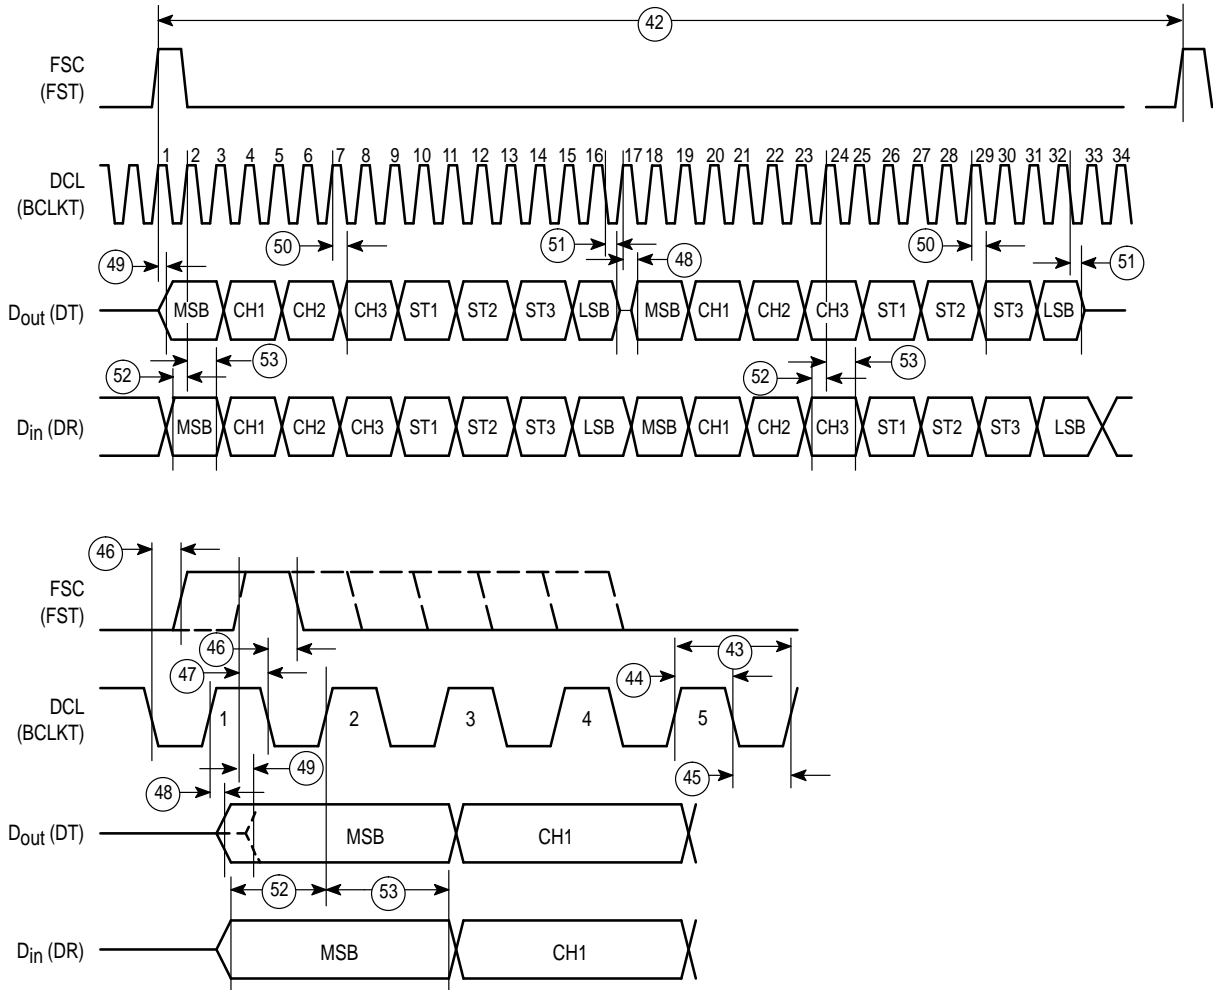 42
FSC
(FST)
1 2 3 4 5 6 7 8 9 10 11 12 13 14 15 16 17 18 19 20 21 22 23 24 25 26 27 28 29 30 31 32 33 34
DCL
(BCLKT)
50 51 50
49 48 51
Dout (DT) MSB CH1 CH2 CH3 ST1 ST2 ST3 LSB MSB CH1 CH2 CH3 ST1 ST2 ST3 LSB
53 53
52 52
Din (DR) MSB CH1 CH2 CH3 ST1 ST2 ST3 LSB MSB CH1 CH2 CH3 ST1 ST2 ST3 LSB
46
FSC
(FST)
46 43
47 44
DCL
(BCLKT)
1 2 3 4 5
49 45
48
Dout (DT) MSB CH1
52 53
Din (DR) MSB CH1